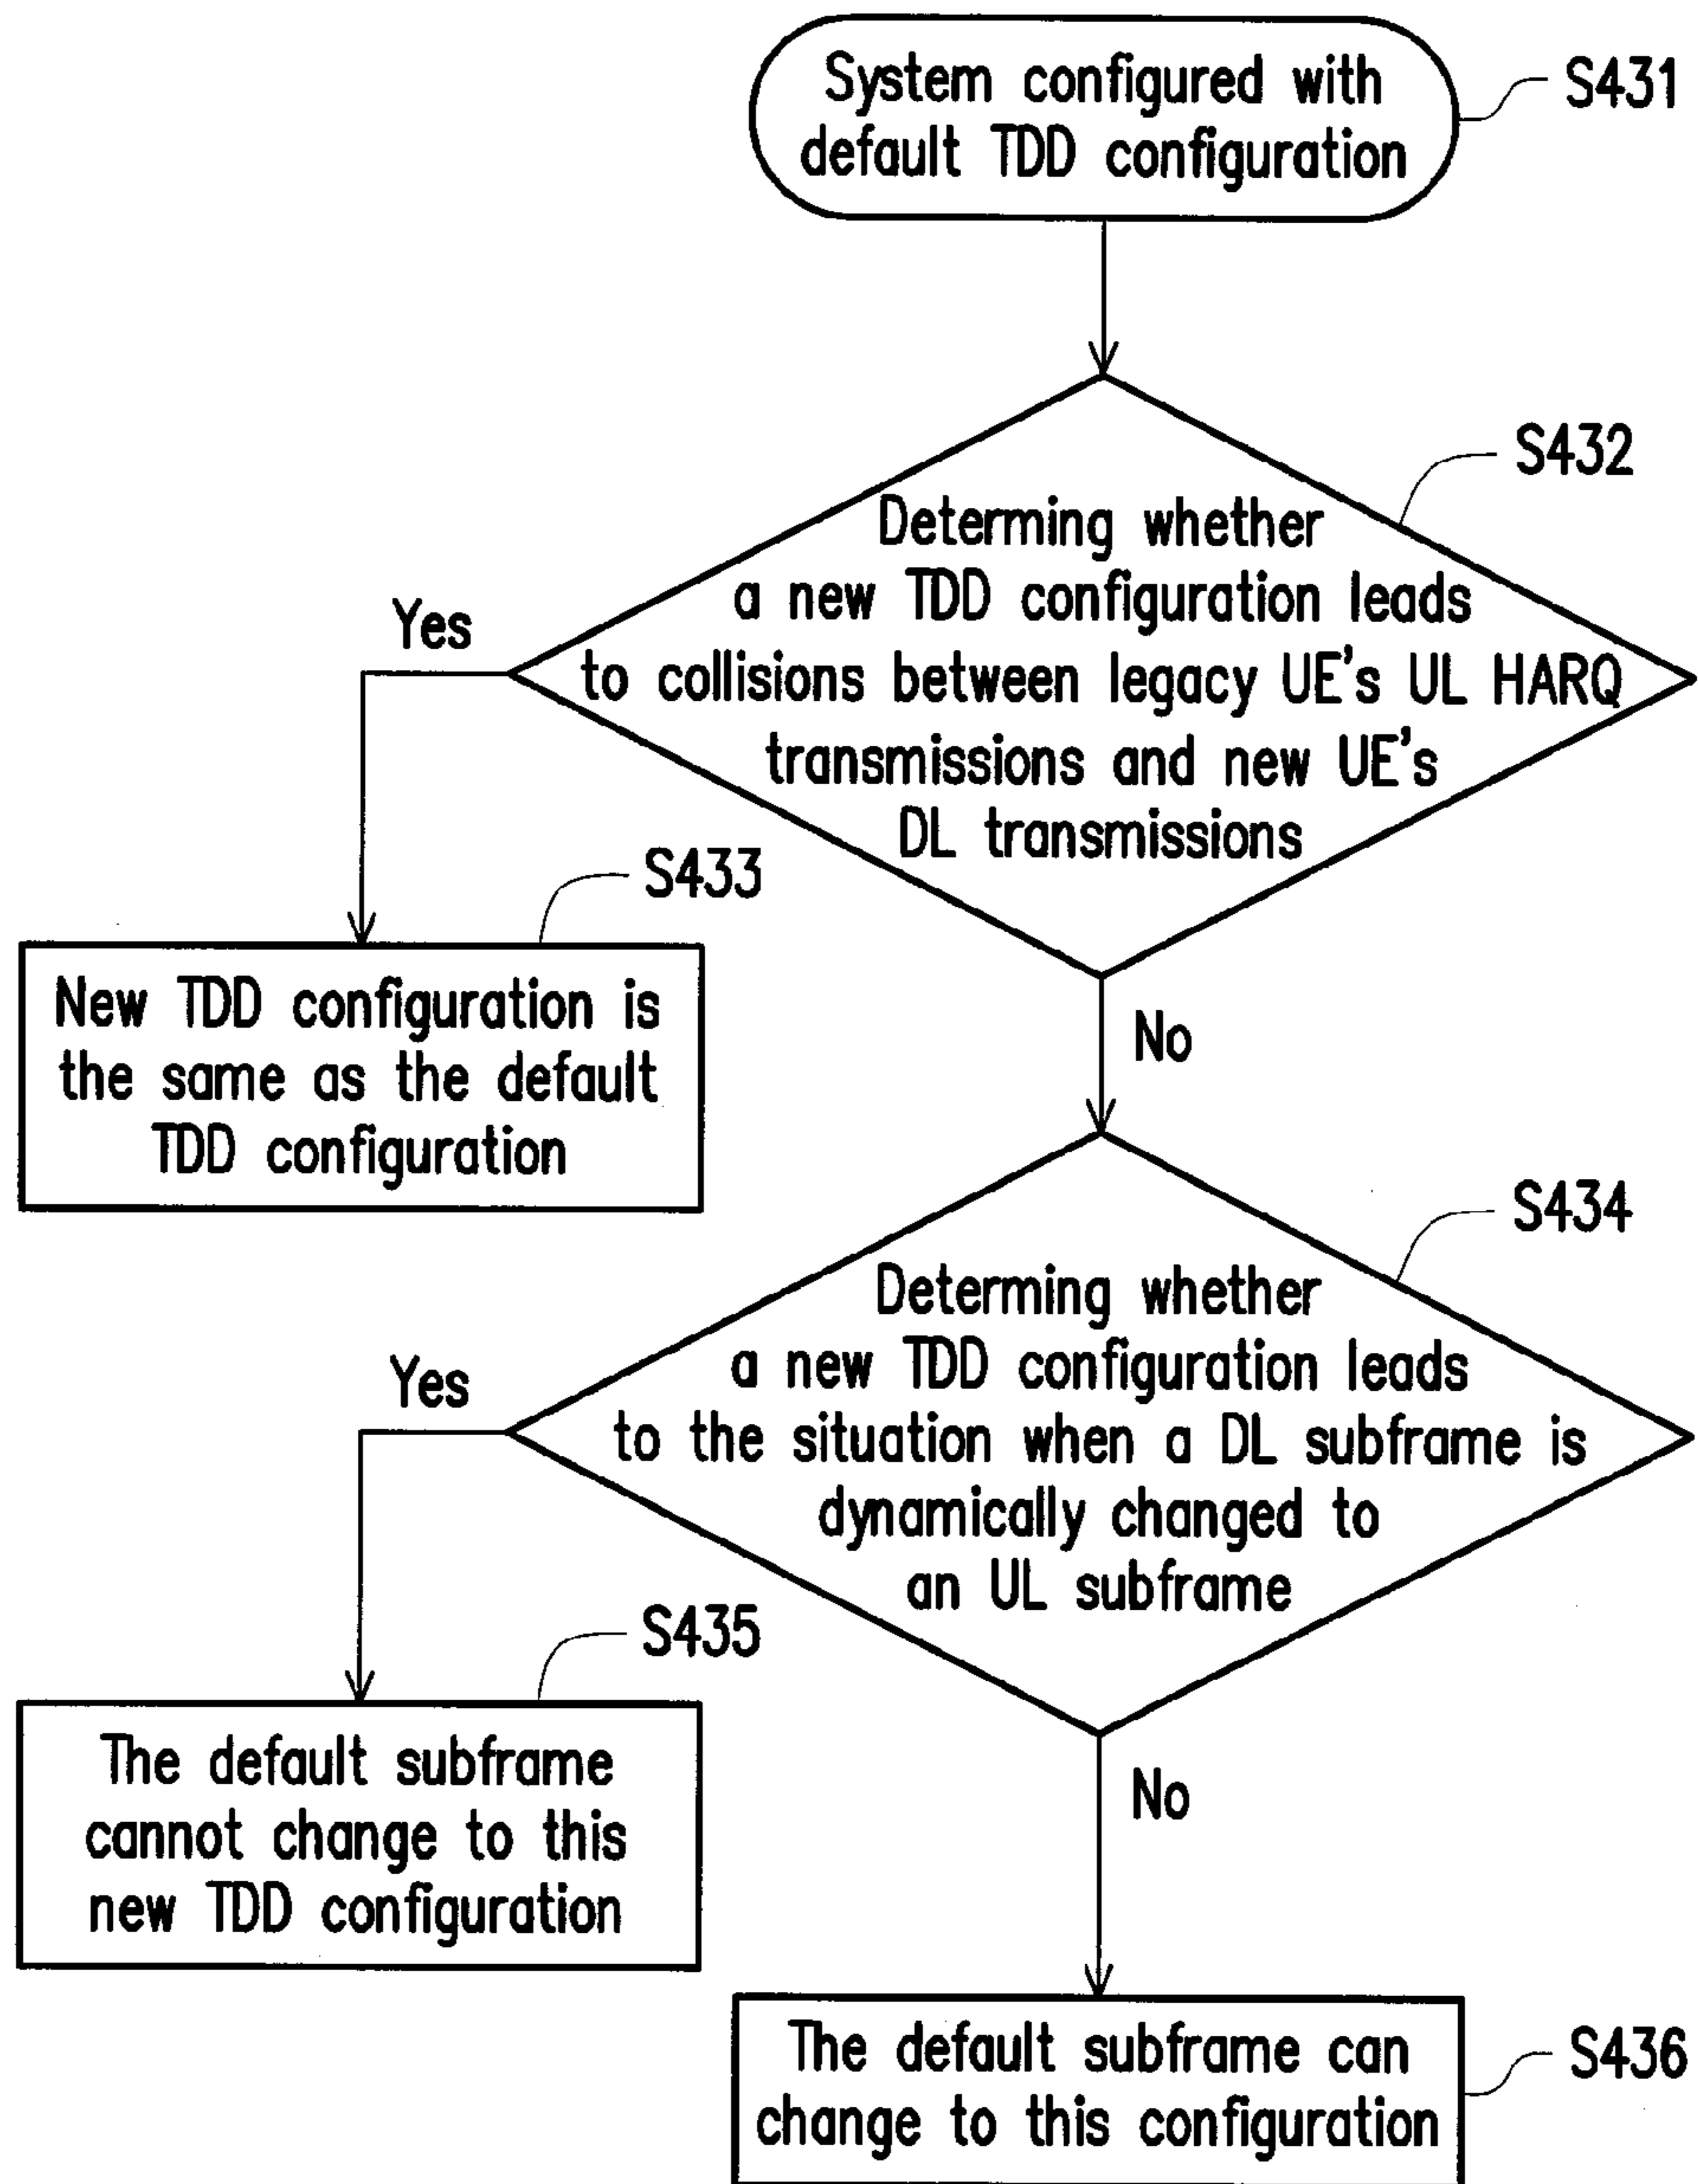 System configured with
default TDD configuration
S431
S432
Determing whether
a new TDD configuration leads
to collisions between legacy UE's UL HARQ
transmissions and new UE's
DL transmissions
Yes
S433
New TDD configuration is
the same as the default
TDD configuration
No
S434
Determing whether
a new TDD configuration leads
to the situation when a DL subframe is
dynamically changed to
an UL subframe
Yes
S435
The default subframe
cannot change to this
new TDD configuration
No
The default subframe can
change to this configuration
S436